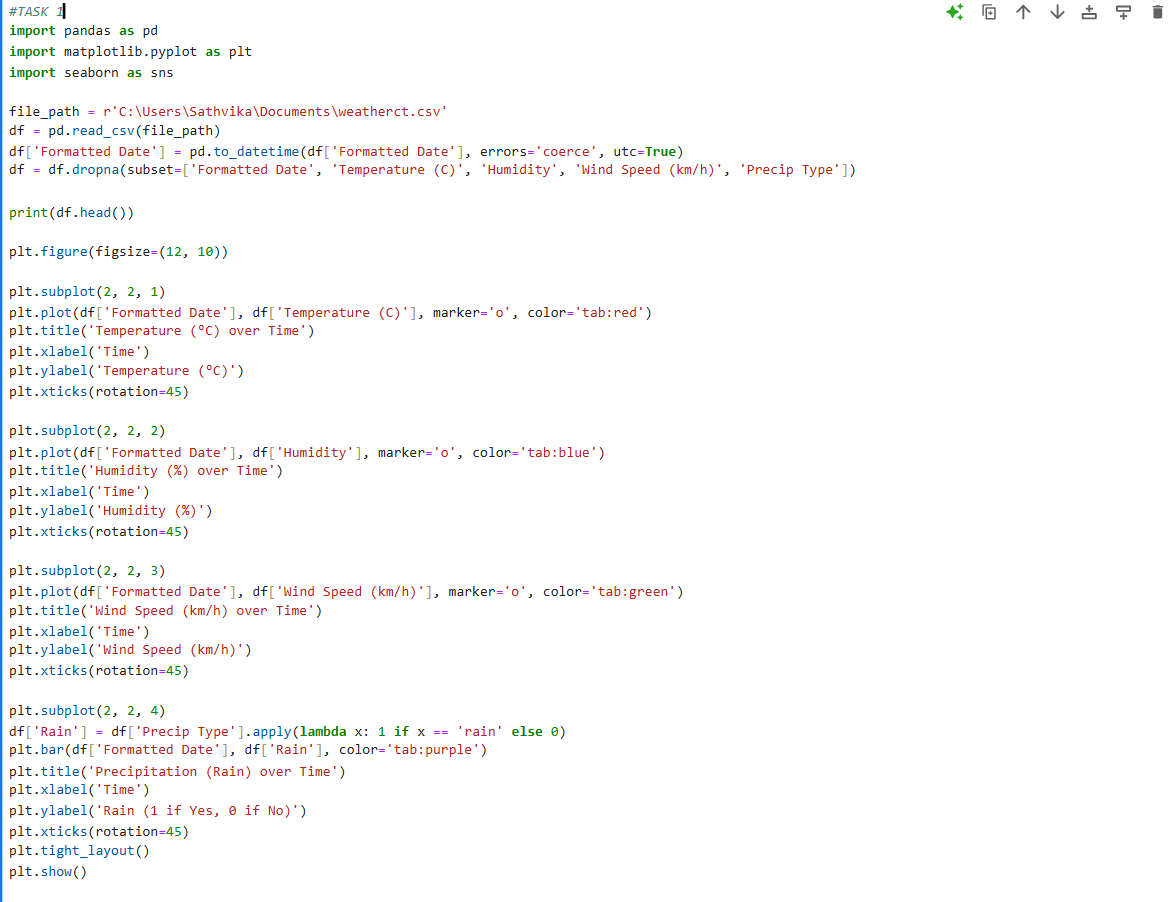 #TASK 1
import pandas as pd
import matplotlib.pyplot as plt
import seaborn as sns
file_path = r'C:\Users\Sathvika\Documents\weatherct.csv'
df = pd.read_csv(file_path)
df['Formatted Date'] = pd.to_datetime(df['Formatted Date'], errors='coerce', utc=True)
df = df.dropna(subset=['Formatted Date', 'Temperature (C)', 'Humidity', 'Wind Speed (km/h)', 'Precip Type'])
print(df.head())
plt.figure(figsize=(12, 10))
plt.subplot(2, 2, 1)
plt.plot(df['Formatted Date'], df['Temperature (C)'], marker='o', color='tab:red')
plt.title('Temperature (°C) over Time')
plt.xlabel('Time')
plt.ylabel('Temperature (°C)')
plt.xticks(rotation=45)
plt.subplot(2, 2, 2)
plt.plot(df['Formatted Date'], df['Humidity'], marker='o', color='tab:blue')
plt.title('Humidity (%) over Time')
plt.xlabel('Time')
plt.ylabel('Humidity (%)')
plt.xticks(rotation=45)
plt.subplot(2, 2, 3)
plt.plot(df['Formatted Date'], df['Wind Speed (km/h)'], marker='o', color='tab:green')
plt.title('Wind Speed (km/h) over Time')
plt.xlabel('Time')
plt.ylabel('Wind Speed (km/h)')
plt.xticks(rotation=45)
plt.subplot(2, 2, 4)
df['Rain'] = df['Precip Type'].apply(lambda x: 1 if x == 'rain' else 0)
plt.bar(df['Formatted Date'], df['Rain'], color='tab:purple')
plt.title('Precipitation (Rain) over Time')
plt.xlabel('Time')
plt.ylabel('Rain (1 if Yes, 0 if No)')
plt.xticks(rotation=45)
plt.tight_layout()
plt.show()